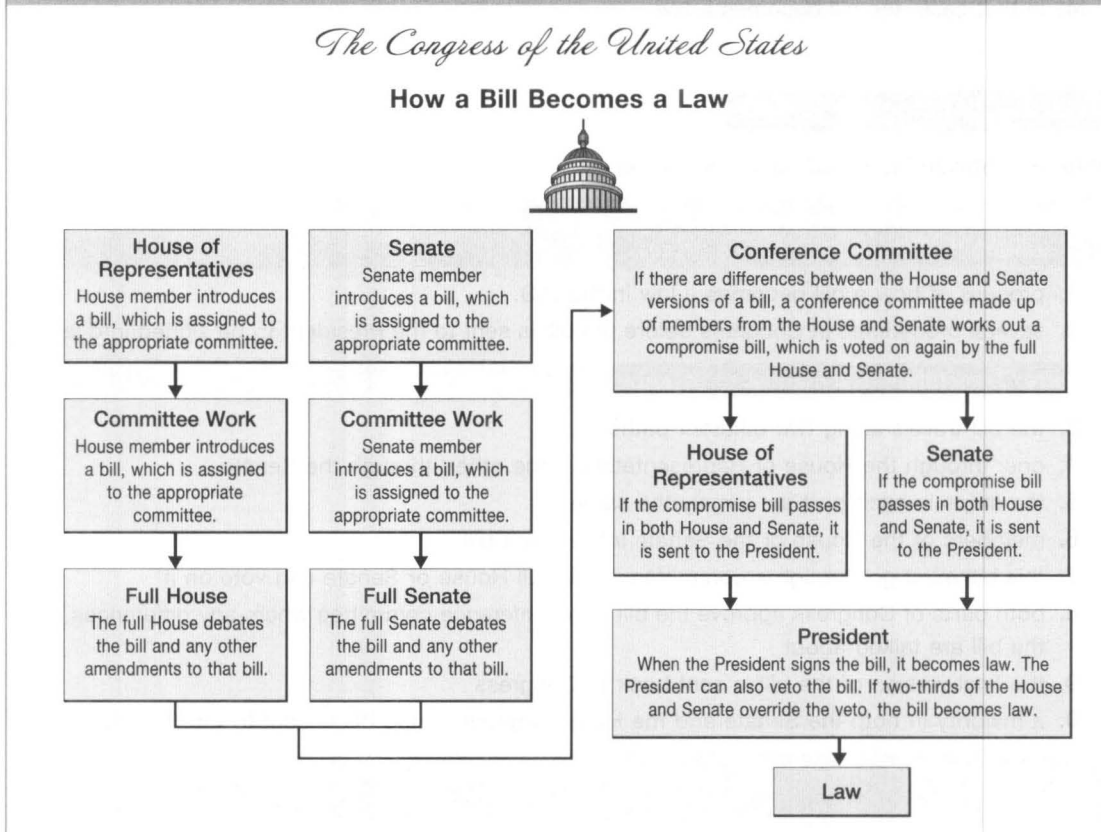 The Congress of the United States
How a Bill Becomes a Law
House of
Representatives
House member introduces
a bill, which is assigned to
the appropriate committee.
Committee Work
House member introduces
a bill, which is assigned
to the appropriate
committee.
Full House
The full House debates
the bill and any other
amendments to that bill.
Senate
Senate member
introduces a bill, which
is assigned to the
appropriate committee.
Committee Work
Senate member
introduces a bill, which
is assigned to the
appropriate committee.
Full Senate
The full Senate debates
the bill and any other
amendments to that bill.
Conference Committee
If there are differences between the House and Senate
versions of a bill, a conference committee made up
of members from the House and Senate works out a
compromise bill, which is voted on again by the full
House and Senate.
House of
Representatives
If the compromise bill passes
in both House and Senate, it
is sent to the President.
Senate
If the compromise bill
passes in both House
and Senate, it is sent
to the President.
President
When the President signs the bill, it becomes law. The
President can also veto the bill. If two-thirds of the House
and Senate override the veto, the bill becomes law.
Law